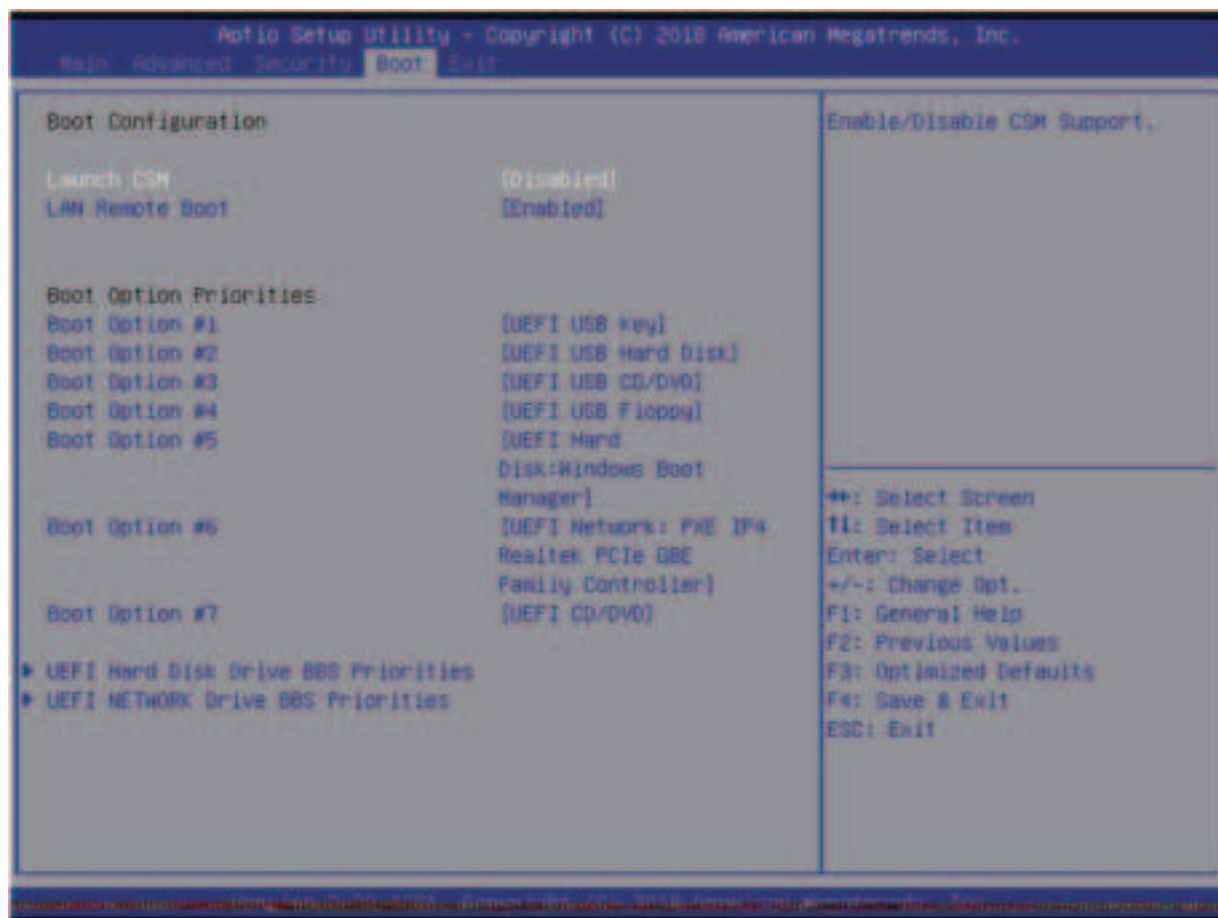 Aptio Setup Utility - Copyright (C) 2018 American Megatrends, Inc.
Main Advanced Security Boot Exit
Boot Configuration
Enable/Disable CSM Support.
Launch CSM [Disabled]
LAN Remote Boot [Enabled]
Boot Option Priorities
Boot Option #1 [UEFI USB Key]
Boot Option #2 [UEFI USB Hard Disk]
Boot Option #3 [UEFI USB CD/DVD]
Boot Option #4 [UEFI USB Floppy]
Boot Option #5 [UEFI Hard
Disk:Windows Boot
Manager]
Boot Option #6 [UEFI Network: PXE IP4
Realtek PCIe GBE
Family Controller]
Boot Option #7 [UEFI CD/DVD]
UEFI Hard Disk Drive BBS Priorities
UEFI NETWORK Drive BBS Priorities
→←: Select Screen
↑↓: Select Item
Enter: Select
+/-: Change Opt.
F1: General Help
F2: Previous Values
F3: Optimized Defaults
F4: Save & Exit
ESC: Exit